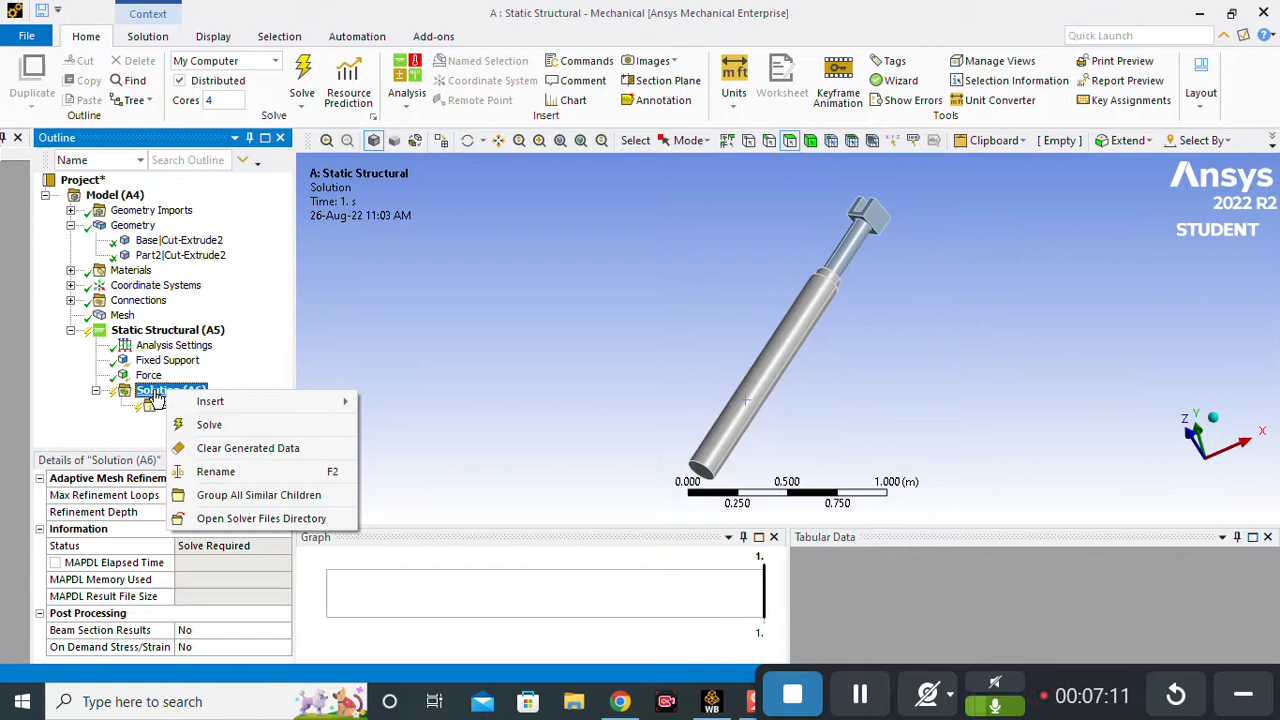 Context
A : Static Structural - Mechanical [Ansys Mechanical Enterprise]
File Home Solution Display Selection Automation Add-ons Quick Launch
Duplicate
Cut
Copy
Paste
Delete
Find
Tree
Outline
My Computer
Distributed
Cores 4
Solve
Resource Prediction
Solve
Analysis
Named Selection
Coordinate System
Remote Point
Commands
Comment
Chart
Images
Section Plane
Annotation
Insert
Units
Worksheet
Keyframe Animation
Tags
Wizard
Show Errors
Manage Views
Selection Information
Unit Converter
Tools
Print Preview
Report Preview
Key Assignments
Layout
Outline
Name Search Outline
Select Mode Clipboard [ Empty ] Extend Select By
Project*
Model (A4)
Geometry Imports
Geometry
Base|Cut-Extrude2
Part2|Cut-Extrude2
Materials
Coordinate Systems
Connections
Mesh
Static Structural (A5)
Analysis Settings
Fixed Support
Force
Insert
Solve
Clear Generated Data
Rename F2
Group All Similar Children
Open Solver Files Directory
Details of "Solution (A6)
Adaptive Mesh Refinem
Max Refinement Loops
Refinement Depth
Information
Status Solve Required
MAPDL Elapsed Time
MAPDL Memory Used
MAPDL Result File Size
Post Processing
Beam Section Results No
On Demand Stress/Strain No
A: Static Structural
Solution
Time: 1. s
26-Aug-22 11:03 AM
Ansys
2022 R2
STUDENT
Z Y X
0.000 0.500 1.000 (m)
0.250 0.750
Graph
1.
1.
Tabular Data
Type here to search
WB
00:07:11